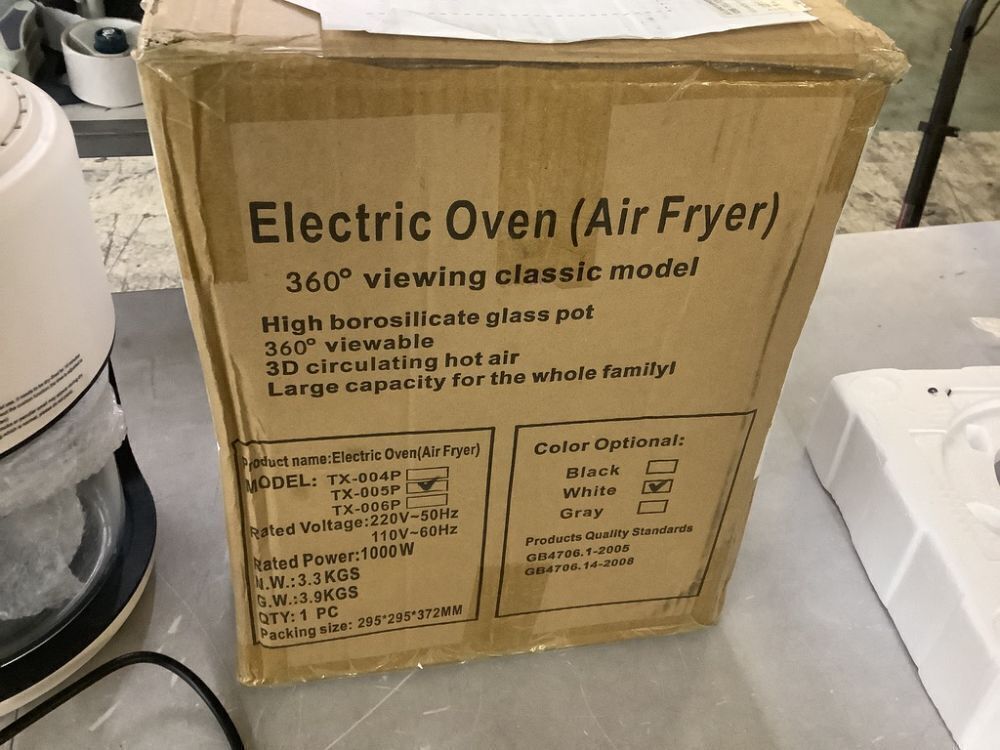 Electric Oven (Air Fryer)
360° viewing classic model
High borosilicate glass pot
360° viewable
3D circulating hot air
Large capacity for the whole family!
Product name:Electric Oven(Air Fryer)
MODEL: TX-004P
TX-005P
TX-006P
Rated Voltage:220V~50Hz
110V~60Hz
Rated Power:1000W
N.W.:3.3KGS
G.W.:3.9KGS
QTY: 1 PC
Packing size: 295*295*372MM
Color Optional:
Black
White
Gray
Products Quality Standards
GB4706.1-2005
GB4706.14-2008